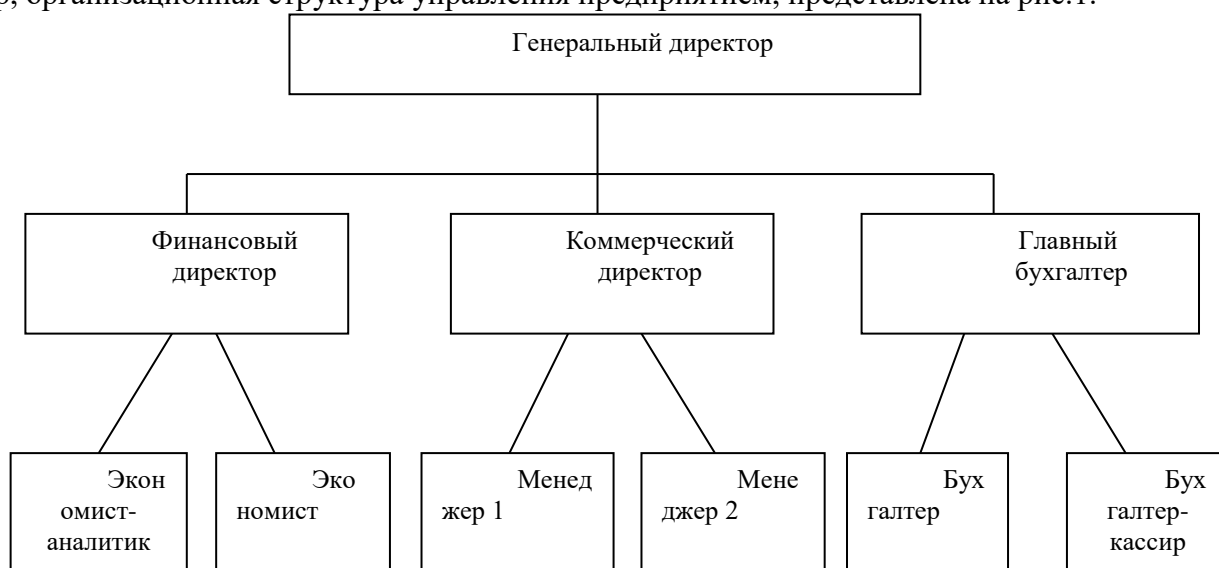 организационная структура управления предприятием, представлена на рис.1.
Генеральный директор
Финансовый
директор
Коммерческий
директор
Главный
бухгалтер
Экон
омист-
аналитик
Эко
номист
Менед
жер 1
Мене
джер 2
Бух
галтер
Бух
галтер-
кассир